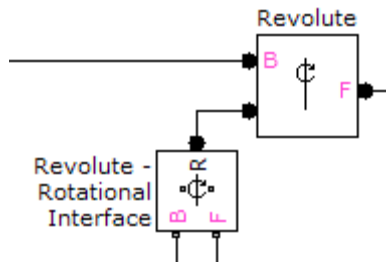 Revolute
B
F
Revolute -
Rotational
Interface
R
B
F